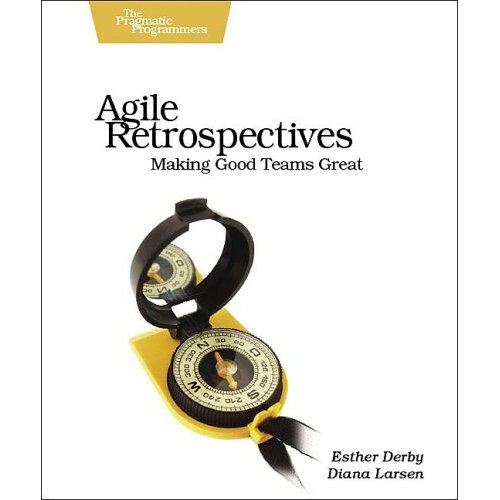 The
Pragmatic
Programmers
Agile
Retrospectives
Making Good Teams Great
Esther Derby
Diana Larsen